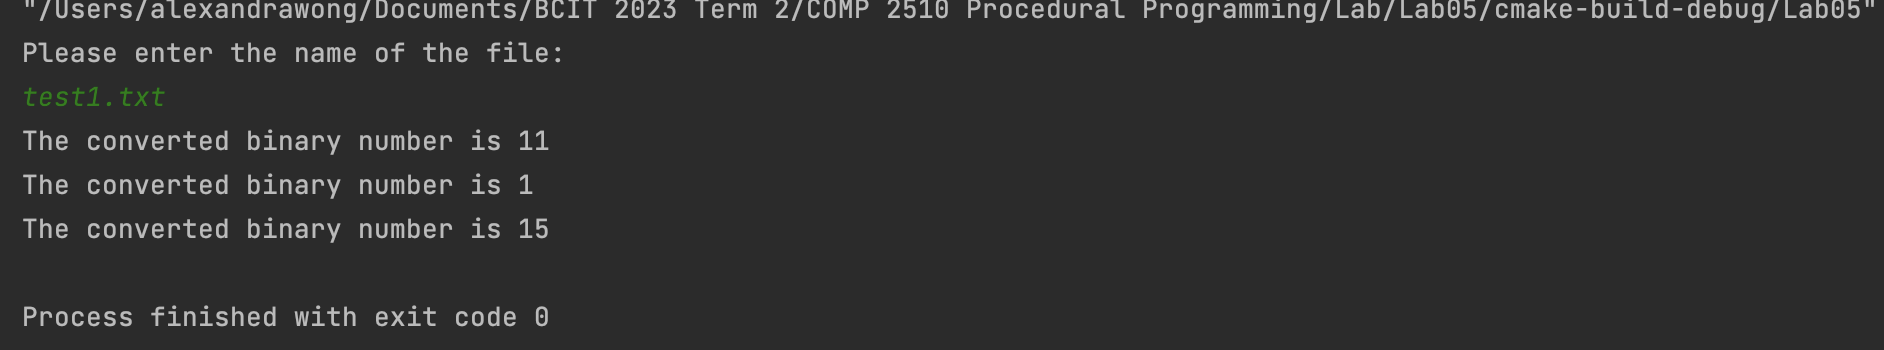 "/Users/alexandrawong/Documents/BCIT 2023 Term 2/COMP 2510 Procedural Programming/Lab/Lab05/cmake-build-debug/Lab05"
Please enter the name of the file:
test1.txt
The converted binary number is 11
The converted binary number is 1
The converted binary number is 15
Process finished with exit code 0